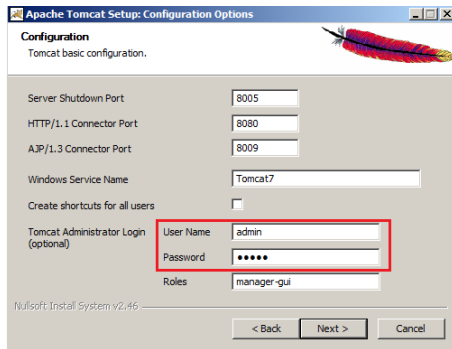 Apache Tomcat Setup: Configuration Options
Configuration
Tomcat basic configuration.
Server Shutdown Port 8005
HTTP/1.1 Connector Port 8080
AJP/1.3 Connector Port 8009
Windows Service Name Tomcat7
Create shortcuts for all users
Tomcat Administrator Login (optional) User Name admin
Password •••••
Roles manager-gui
Nullsoft Install System v2.46
< Back Next > Cancel